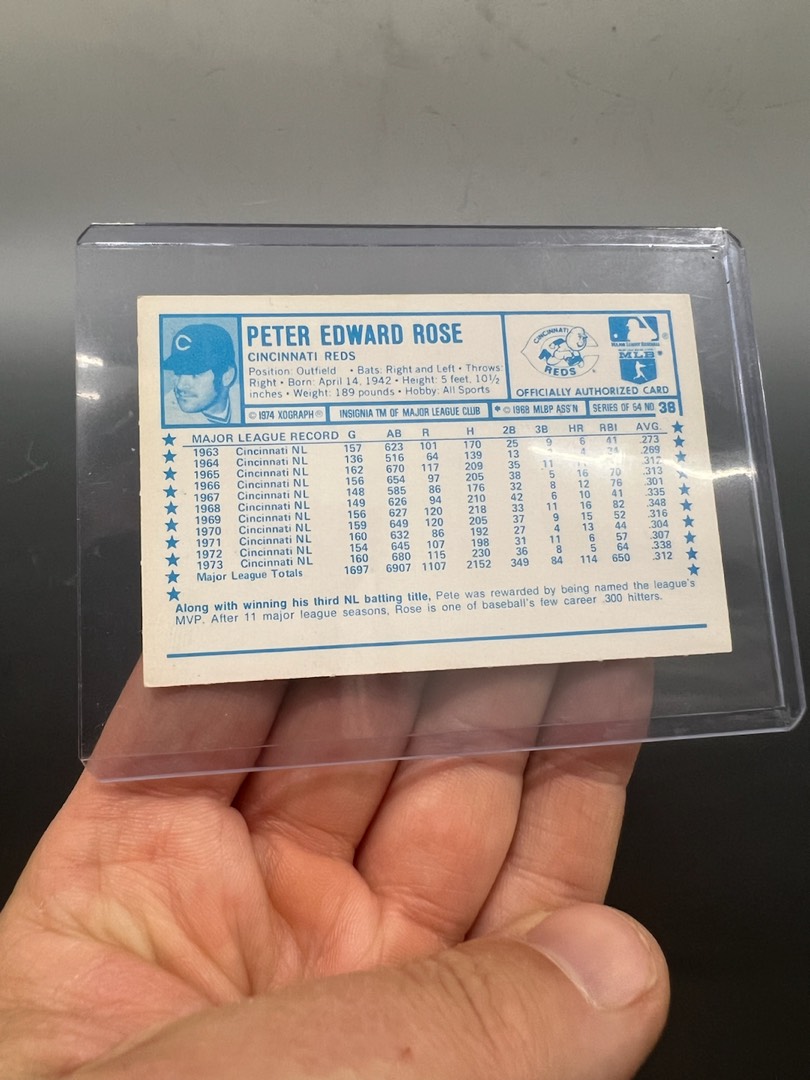 PETER EDWARD ROSE
CINCINNATI REDS
Position: Outfield • Bats: Right and Left • Throws:
Right • Born: April 14, 1942 • Height: 5 feet, 10½
inches • Weight: 189 pounds • Hobby: All Sports
CINCINNATI
REDS
MAJOR LEAGUE BASEBALL
MLB
OFFICIALLY AUTHORIZED CARD
© 1974 XOGRAPH® INSIGNIA TM OF MAJOR LEAGUE CLUB ® © 1968 MLBP ASS'N SERIES OF 54 NO. 38
MAJOR LEAGUE RECORD G AB R H 2B 3B HR RBI AVG.
1963 Cincinnati NL 157 623 101 170 25 9 6 41 .273
1964 Cincinnati NL 136 516 64 139 13 4 34 .269
1965 Cincinnati NL 162 670 117 209 35 11 .312
1966 Cincinnati NL 156 654 97 205 38 5 16 70 .313
1967 Cincinnati NL 148 585 86 176 32 8 12 76 .301
1968 Cincinnati NL 149 626 94 210 42 6 10 41 .335
1969 Cincinnati NL 156 627 120 218 33 11 16 82 .348
1970 Cincinnati NL 159 649 120 205 37 9 15 52 .316
1971 Cincinnati NL 160 632 86 192 27 4 13 44 .304
1972 Cincinnati NL 154 645 107 198 31 11 6 57 .307
1973 Cincinnati NL 160 680 115 230 36 8 5 64 .338
Major League Totals 1697 6907 1107 2152 349 84 114 650 .312
Along with winning his third NL batting title, Pete was rewarded by being named the league's
MVP. After 11 major league seasons, Rose is one of baseball's few career .300 hitters.